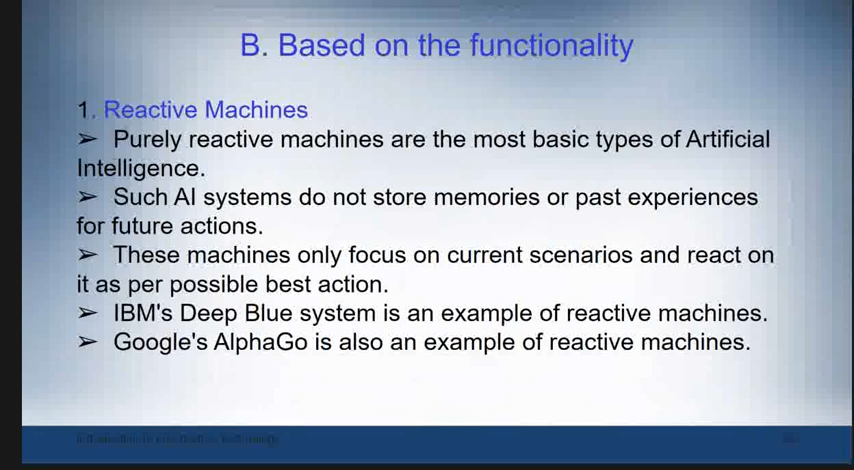 B. Based on the functionality
1. Reactive Machines
➢ Purely reactive machines are the most basic types of Artificial
Intelligence.
➢ Such AI systems do not store memories or past experiences
for future actions.
➢ These machines only focus on current scenarios and react on
it as per possible best action.
➢ IBM's Deep Blue system is an example of reactive machines.
➢ Google's AlphaGo is also an example of reactive machines.